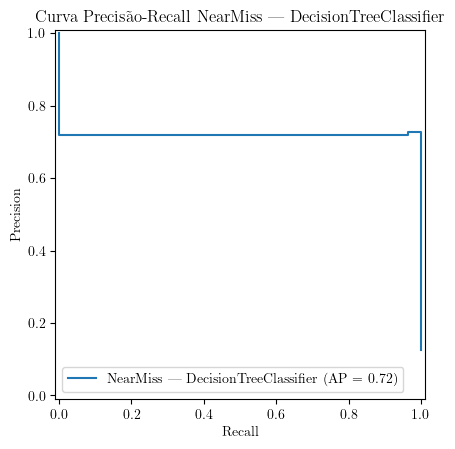 Curva Precisão-Recall NearMiss — DecisionTreeClassifier
1.0
0.8
0.6
0.4
0.2
0.0
Precision
NearMiss — DecisionTreeClassifier (AP = 0.72)
0.0 0.2 0.4 0.6 0.8 1.0
Recall